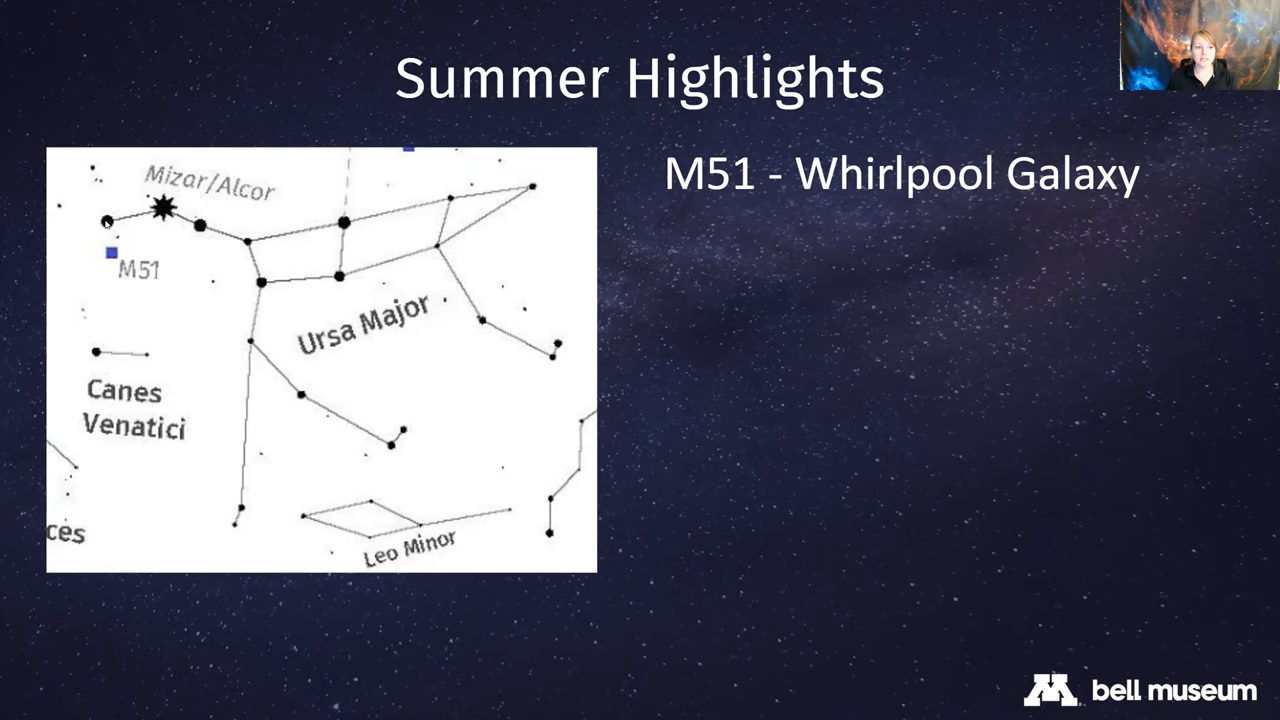 Summer Highlights
M51 - Whirlpool Galaxy
Mizar/Alcor
M51
Ursa Major
Canes
Venatici
ces
Leo Minor
M bell museum